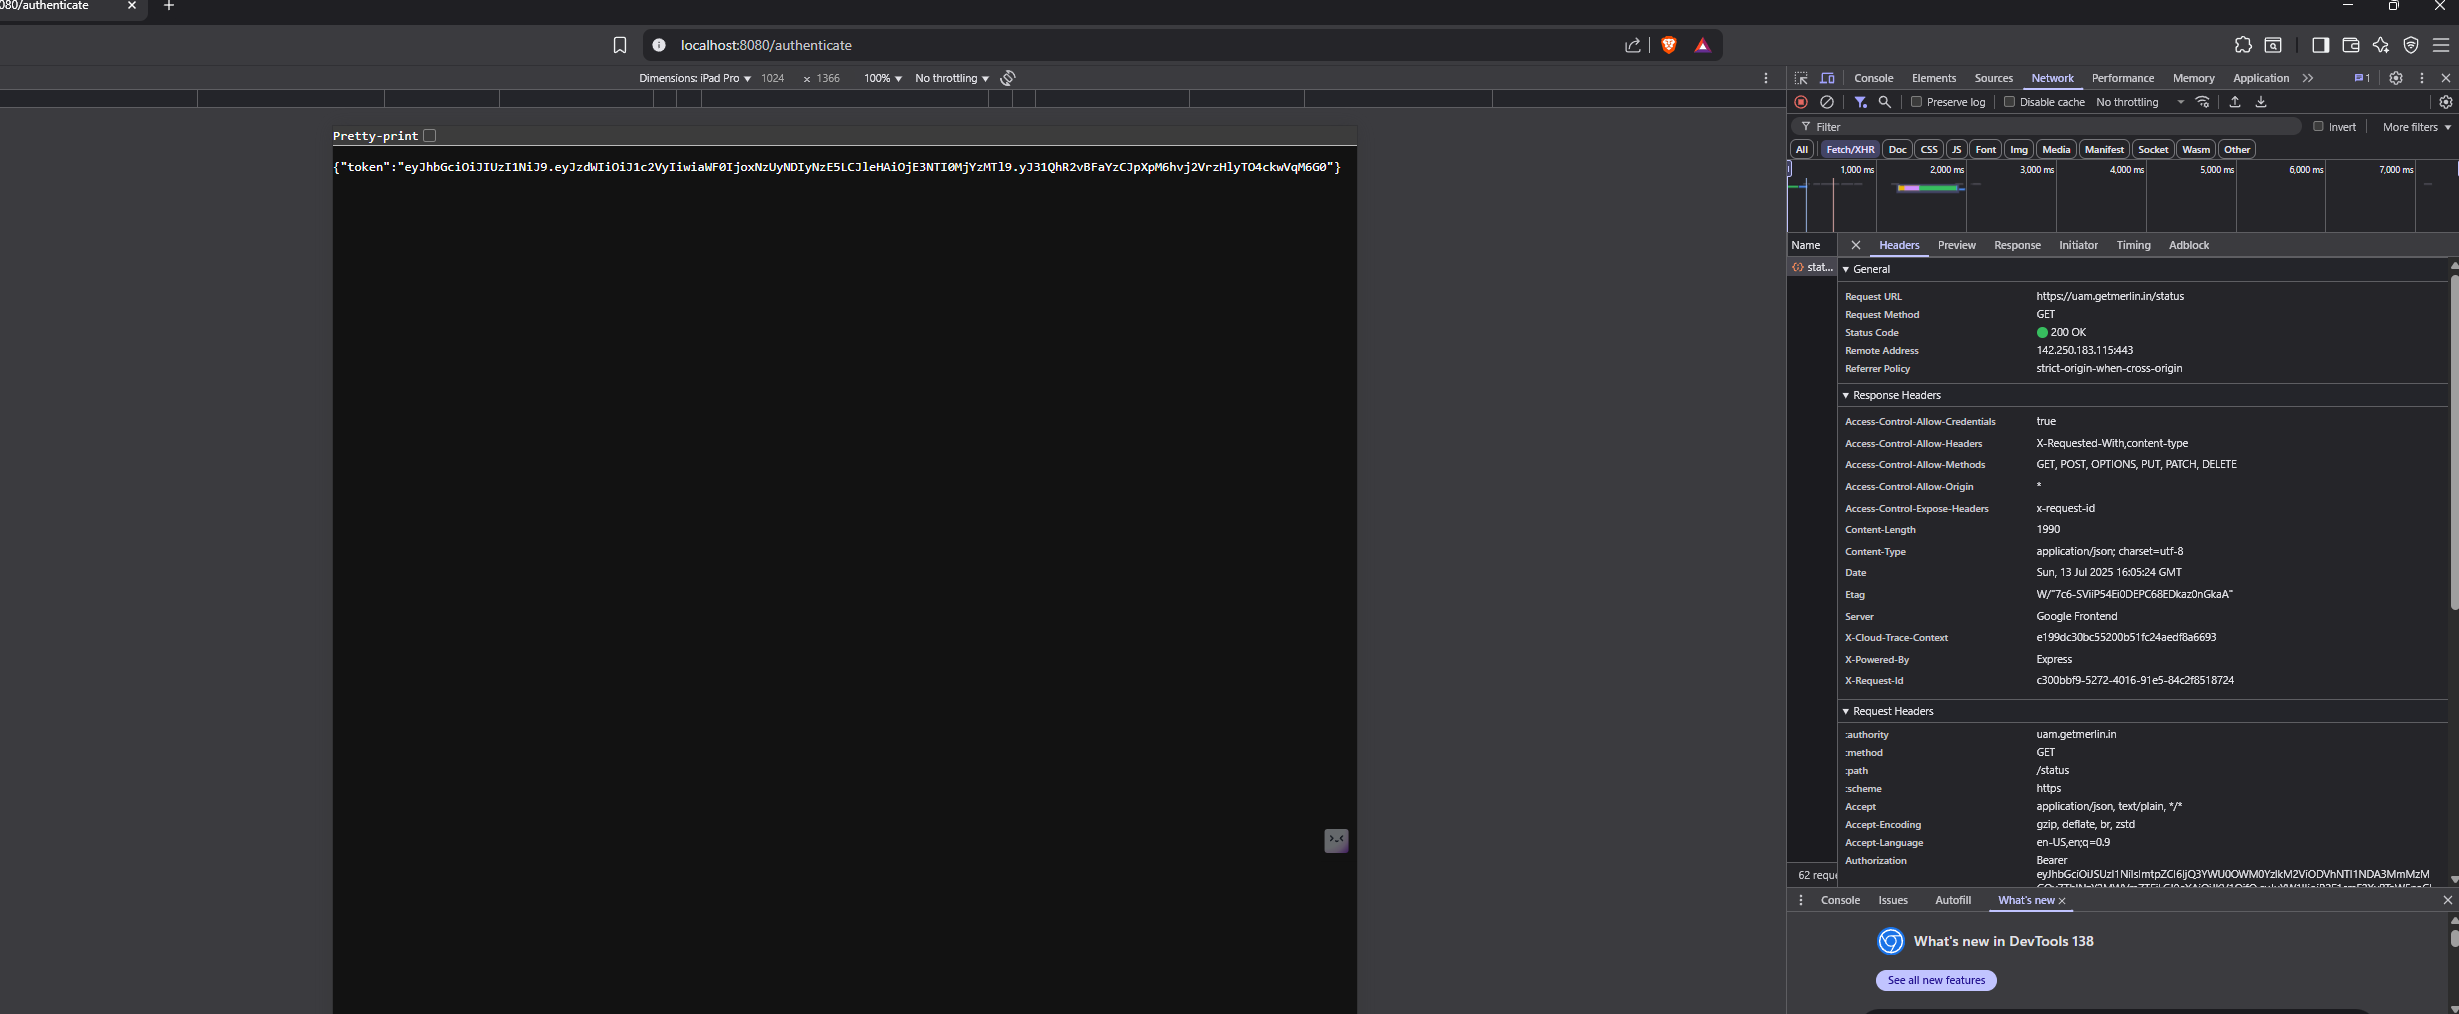 080/authenticate
localhost:8080/authenticate
Dimensions: iPad Pro 1024 × 1366 100% No throttling
Console Elements Sources Network Performance Memory Application 1
Preserve log Disable cache No throttling
Filter Invert More filters
All Fetch/XHR Doc CSS JS Font Img Media Manifest Socket Wasm Other
1,000 ms 2,000 ms 3,000 ms 4,000 ms 5,000 ms 6,000 ms 7,000 ms
Pretty-print
{"token":"eyJhbGciOiJIUzI1NiJ9.eyJzdWIiOiJ1c2VyIiwiaWF0IjoxNzUyNDIyNzE5LCJleHAiOjE3NTI0MjYzMTl9.yJ31QhR2vBFaYzCJpXpM6hvj2VrzHlyTO4ckwVqM6G0"}
Name Headers Preview Response Initiator Timing Adblock
stat...
General
Request URL https://uam.getmerlin.in/status
Request Method GET
Status Code 200 OK
Remote Address 142.250.183.115:443
Referrer Policy strict-origin-when-cross-origin
Response Headers
Access-Control-Allow-Credentials true
Access-Control-Allow-Headers X-Requested-With,content-type
Access-Control-Allow-Methods GET, POST, OPTIONS, PUT, PATCH, DELETE
Access-Control-Allow-Origin *
Access-Control-Expose-Headers x-request-id
Content-Length 1990
Content-Type application/json; charset=utf-8
Date Sun, 13 Jul 2025 16:05:24 GMT
Etag W/"7c6-SViiP54Ei0DEPC68EDkaz0nGkaA"
Server Google Frontend
X-Cloud-Trace-Context e199dc30bc55200b51fc24aedf8a6693
X-Powered-By Express
X-Request-Id c300bbf9-5272-4016-91e5-84c2f8518724
Request Headers
:authority uam.getmerlin.in
:method GET
:path /status
:scheme https
Accept application/json, text/plain, */*
Accept-Encoding gzip, deflate, br, zstd
Accept-Language en-US,en;q=0.9
Authorization Bearer
eyJhbGciOiJSUzI1NiIsImtpZCI6IjQ3YWU0OWM0YzlkM2ViODVhNTI1NDA3MmMzM
62 reque
Console Issues Autofill What's new
What's new in DevTools 138
See all new features